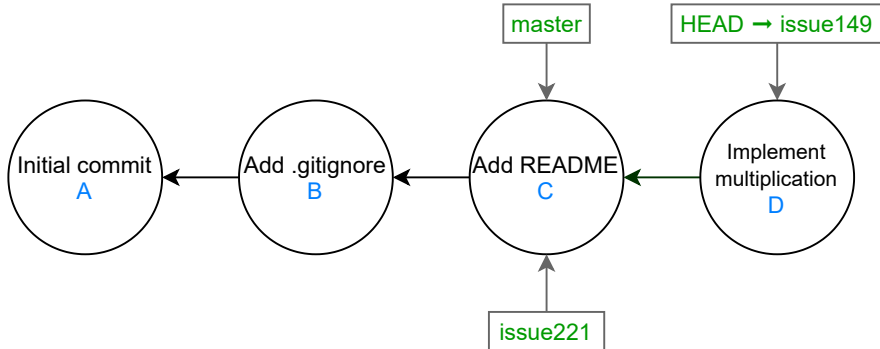 master
HEAD ➞ issue149
Initial commit
A
Add .gitignore
B
Add README
C
Implement
multiplication
D
issue221